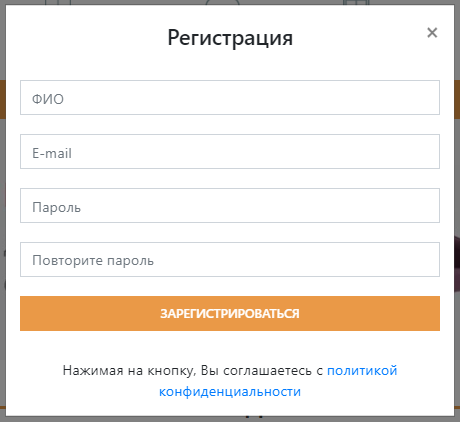 Регистрация
×
ФИО
E-mail
Пароль
Повторите пароль
ЗАРЕГИСТРИРОВАТЬСЯ
Нажимая на кнопку, Вы соглашаетесь с политикой
конфиденциальности